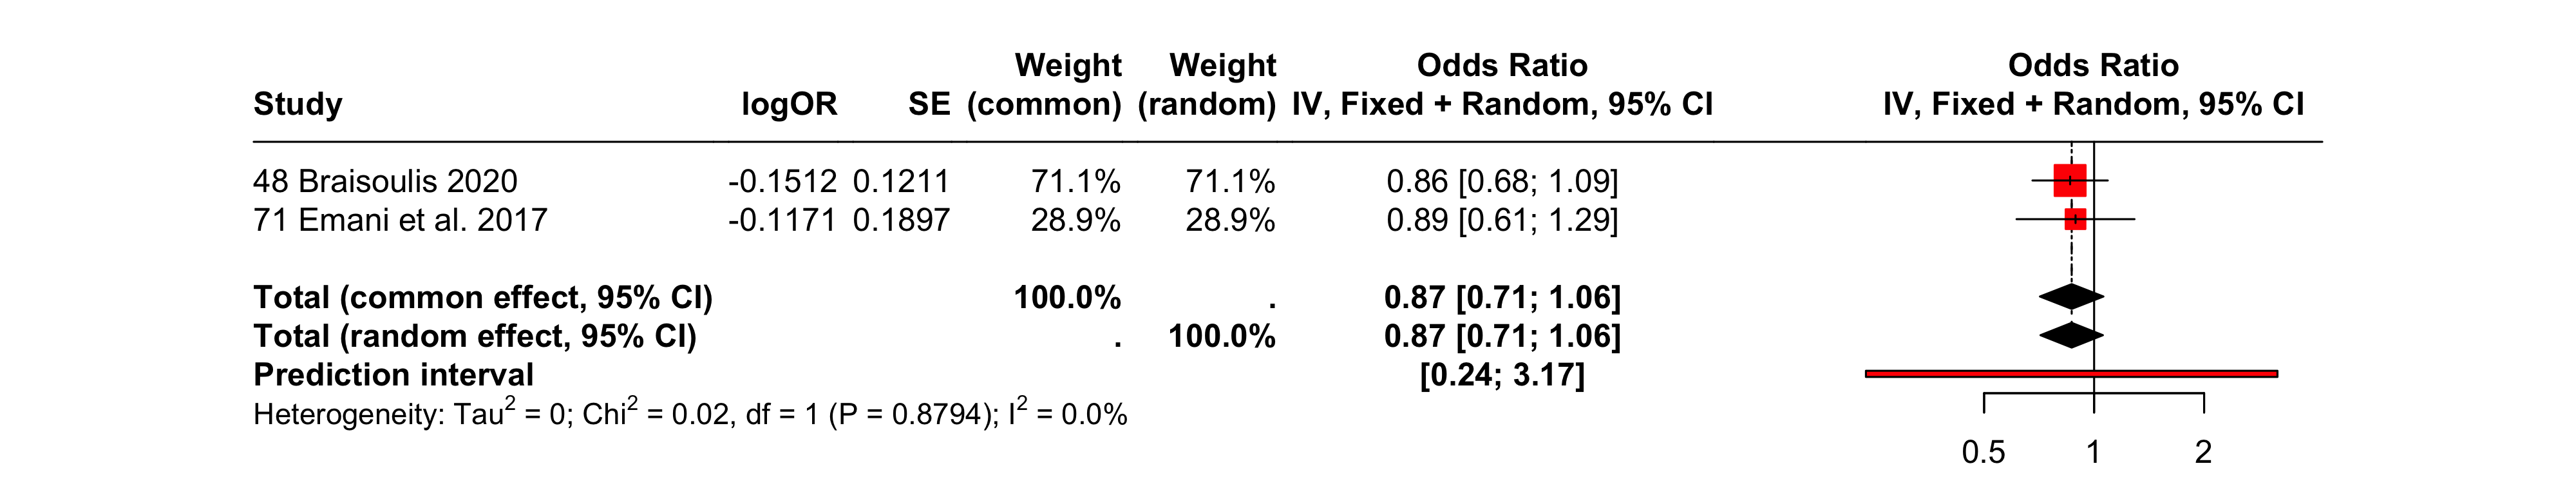 Weight Weight Odds Ratio Odds Ratio
Study logOR SE (common) (random) IV, Fixed + Random, 95% CI IV, Fixed + Random, 95% CI
48 Braisoulis 2020 -0.1512 0.1211 71.1% 71.1% 0.86 [0.68; 1.09]
71 Emani et al. 2017 -0.1171 0.1897 28.9% 28.9% 0.89 [0.61; 1.29]
Total (common effect, 95% CI) 100.0% . 0.87 [0.71; 1.06]
Total (random effect, 95% CI) . 100.0% 0.87 [0.71; 1.06]
Prediction interval [0.24; 3.17]
Heterogeneity: Tau² = 0; Chi² = 0.02, df = 1 (P = 0.8794); I² = 0.0%
0.5 1 2